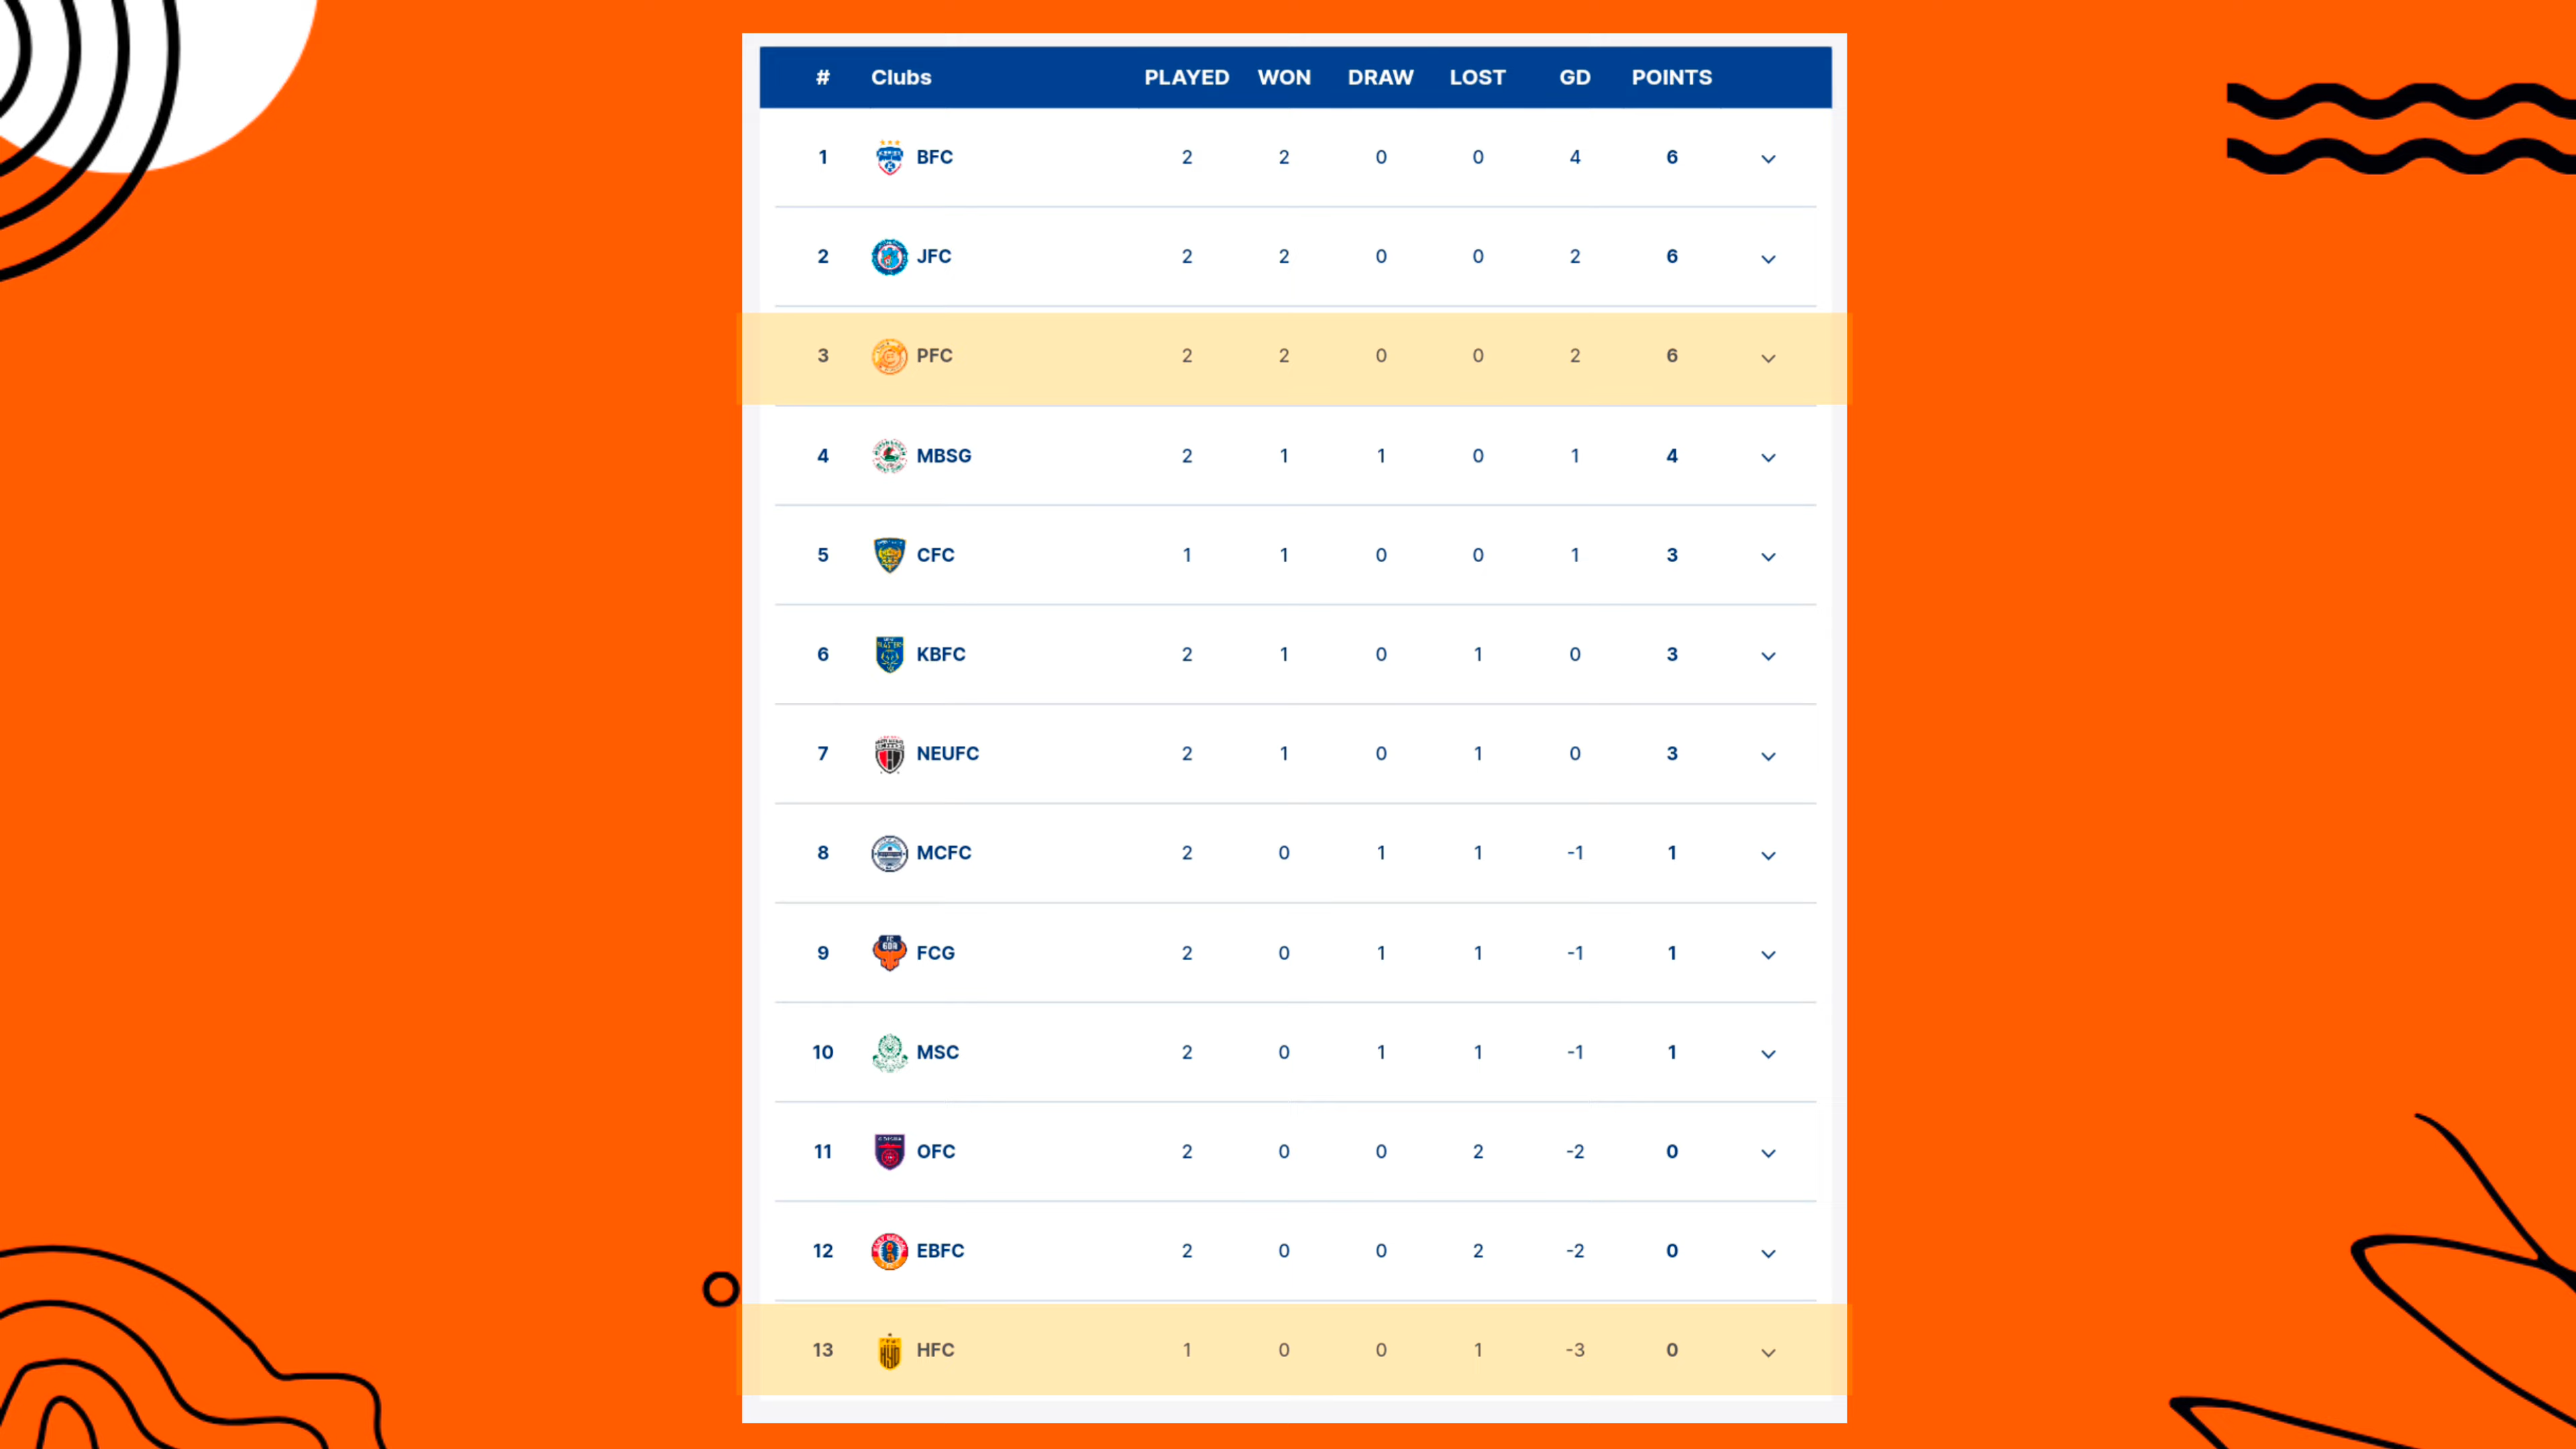 # Clubs PLAYED WON DRAW LOST GD POINTS
1 BFC 2 2 0 0 4 6
2 JFC 2 2 0 0 2 6
3 PFC 2 2 0 0 2 6
4 MBSG 2 1 1 0 1 4
5 CFC 1 1 0 0 1 3
6 KBFC 2 1 0 1 0 3
7 NEUFC 2 1 0 1 0 3
8 MCFC 2 0 1 1 -1 1
9 FC GOA FCG 2 0 1 1 -1 1
10 MSC 2 0 1 1 -1 1
11 OFC 2 0 0 2 -2 0
12 EBFC 2 0 0 2 -2 0
13 HYD HFC 1 0 0 1 -3 0